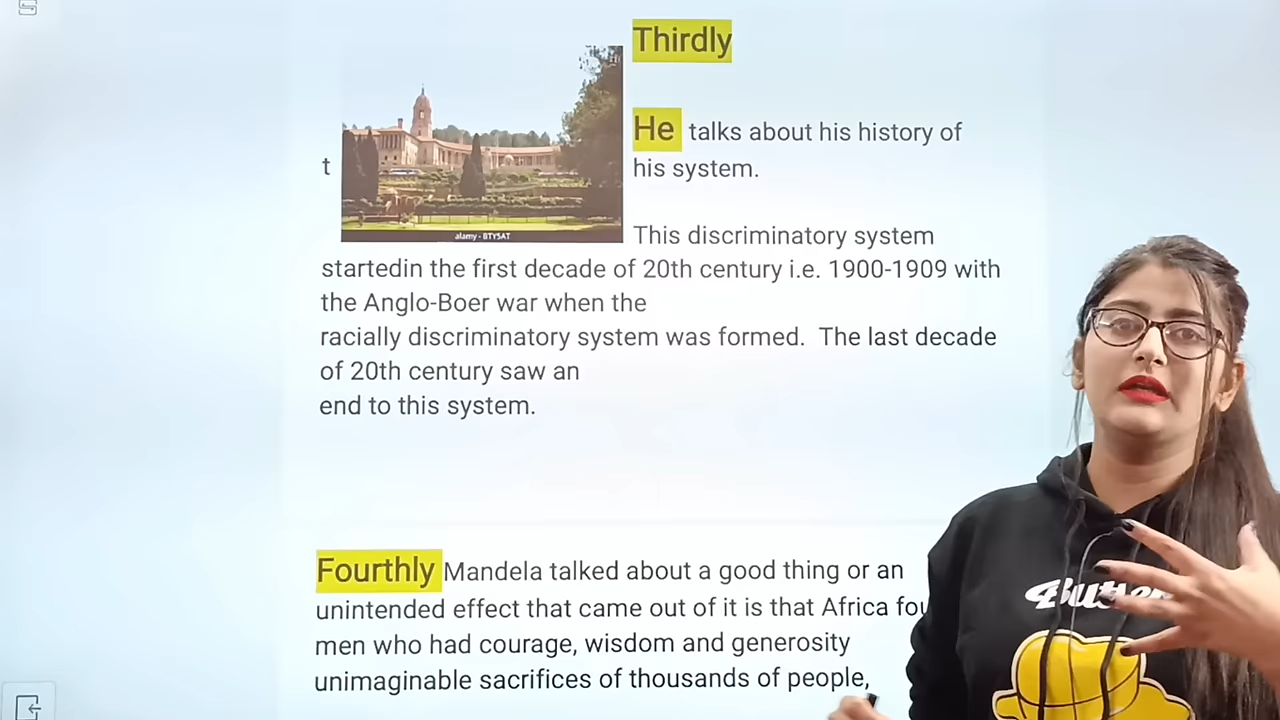 Thirdly
He talks about his history of
t
his system.
alamy - BTY5AT
This discriminatory system
startedin the first decade of 20th century i.e. 1900-1909 with
the Anglo-Boer war when the
racially discriminatory system was formed. The last decade
of 20th century saw an
end to this system.
Fourthly Mandela talked about a good thing or an
unintended effect that came out of it is that Africa fou
men who had courage, wisdom and generosity
unimaginable sacrifices of thousands of people,